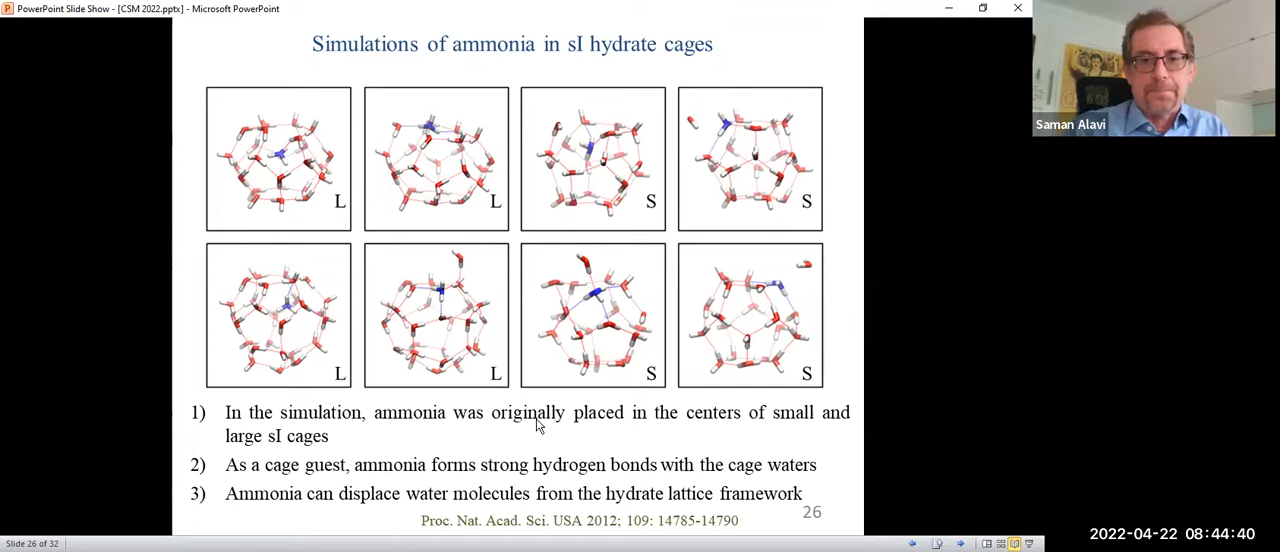 PowerPoint Slide Show - [CSM 2022.pptx] - Microsoft PowerPoint
Simulations of ammonia in sI hydrate cages
L
L
S
S
L
L
S
S
1) In the simulation, ammonia was originally placed in the centers of small and
large sI cages
2) As a cage guest, ammonia forms strong hydrogen bonds with the cage waters
3) Ammonia can displace water molecules from the hydrate lattice framework
Proc. Nat. Acad. Sci. USA 2012; 109: 14785-14790
26
Saman Alavi
2022-04-22 08:44:40
Slide 26 of 32